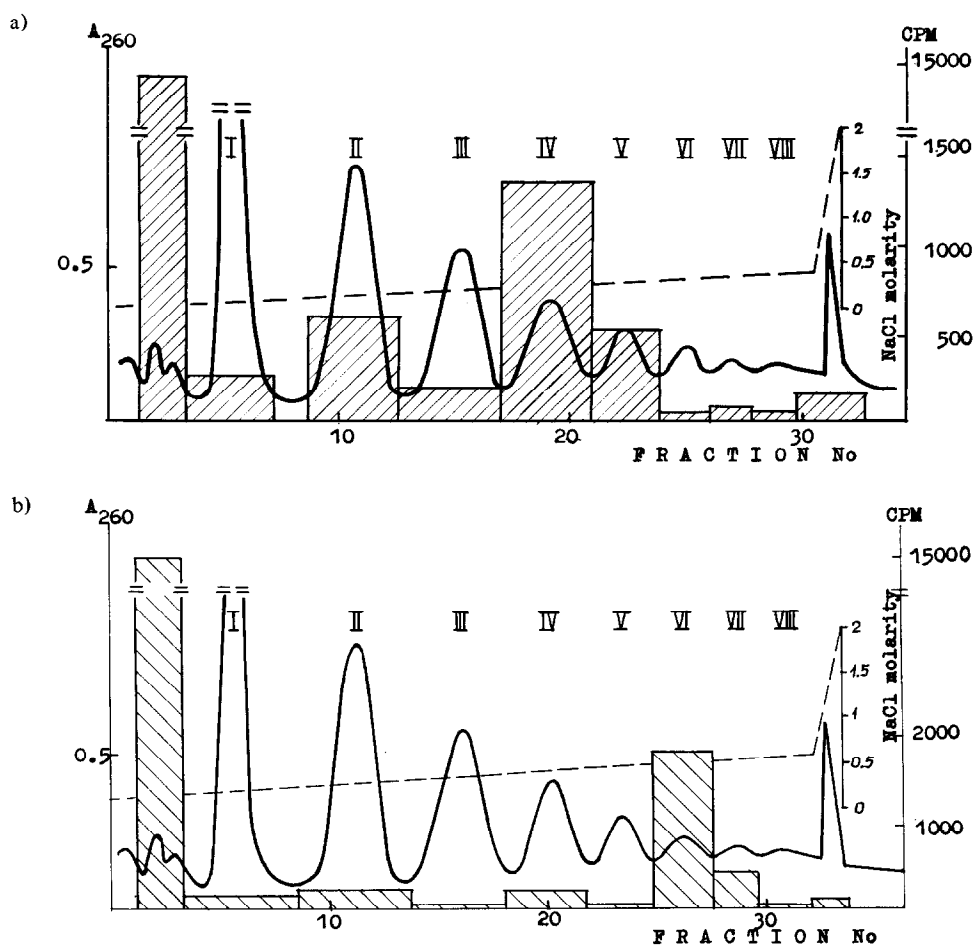 a)
A260
CPM
15000
I II III IV V VI VII VIII
2
1500
1.5
1.0
1000
0.5
0.5
0
NaCl molarity
500
10 20 30
FRACTION No
b)
A260
CPM
15000
I II III IV V VI VII VIII
2
1.5
2000
1
0.5
0.5
0
NaCl molarity
1000
10 20 30
FRACTION No